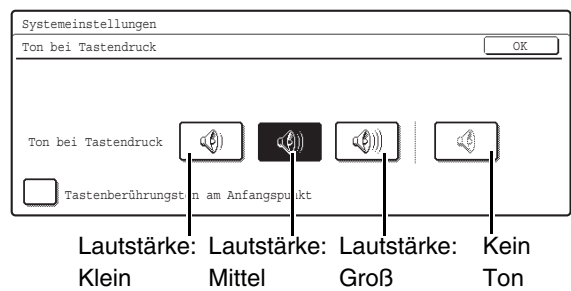 Systemeinstellungen
Ton bei Tastendruck OK
Ton bei Tastendruck
Tastenberührungston am Anfangspunkt
Lautstärke: Lautstärke: Lautstärke: Kein
Klein Mittel Groß Ton